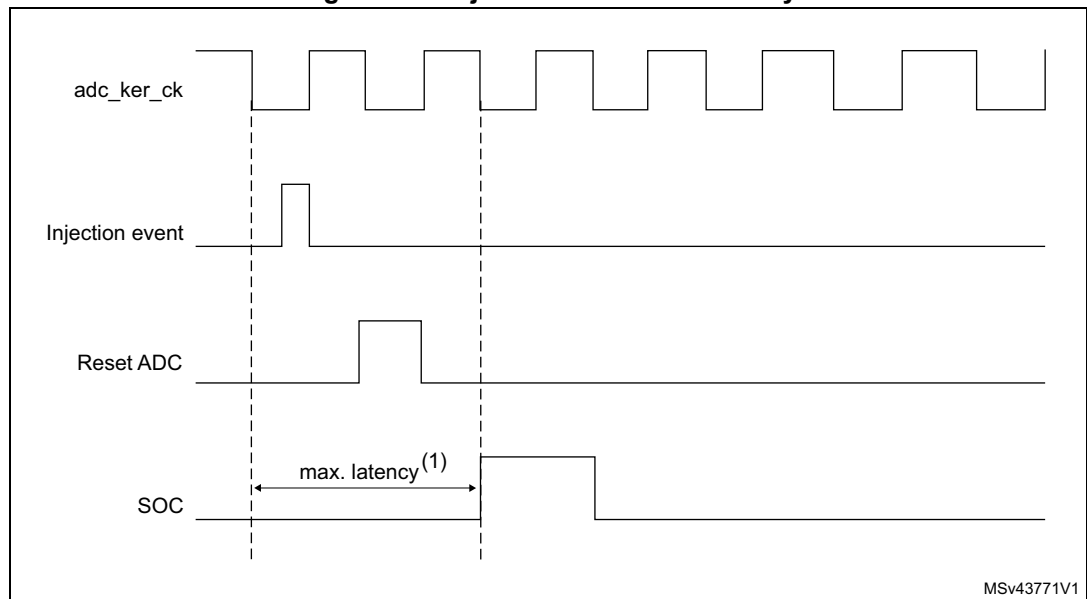 adc_ker_ck
Injection event
Reset ADC
max. latency(1)
SOC
MSv43771V1